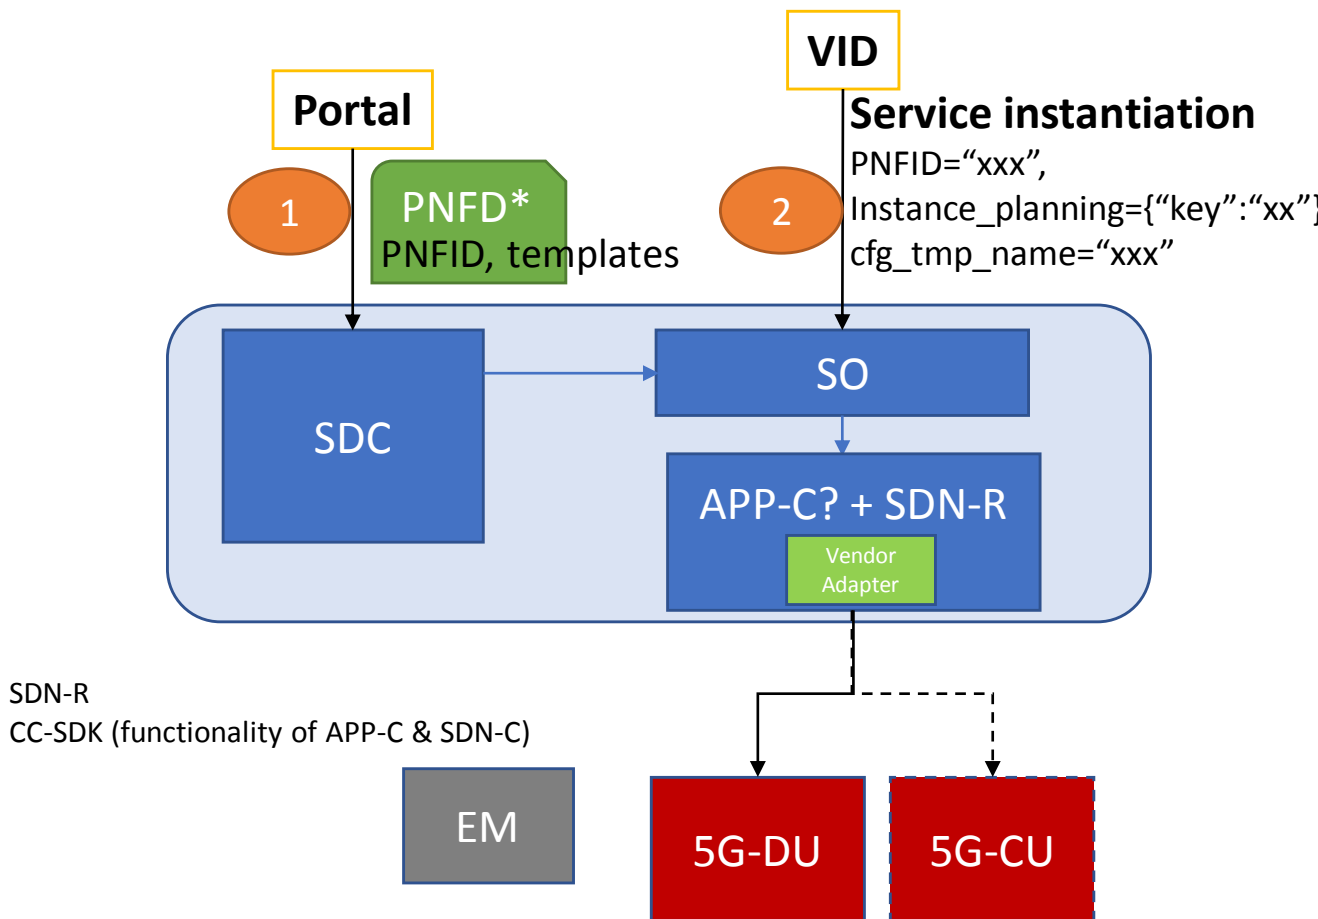 VID
Portal
Service instantiation
PNFID=“xxx”,
Instance_planning={“key”:“xx”}
cfg_tmp_name=“xxx”
1
PNFD*
PNFID, templates
2
SDC
SO
APP-C? + SDN-R
Vendor
Adapter
SDN-R
CC-SDK (functionality of APP-C & SDN-C)
EM
5G-DU
5G-CU